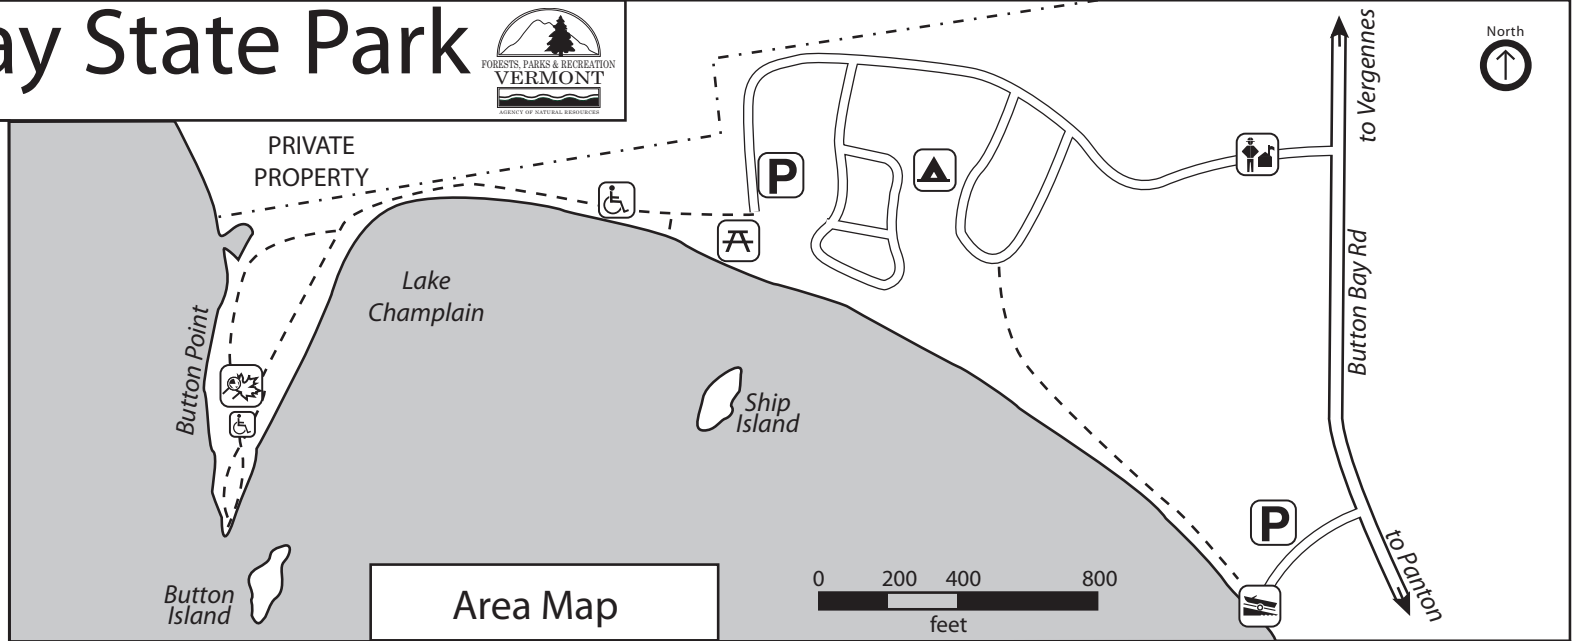 ay State Park
FORESTS, PARKS & RECREATION
VERMONT
AGENCY OF NATURAL RESOURCES
North
to Vergennes
PRIVATE
PROPERTY
P
Lake
Champlain
Button Bay Rd
Button Point
Ship
Island
P
to Panton
Button
Island
Area Map
0 200 400 800
feet